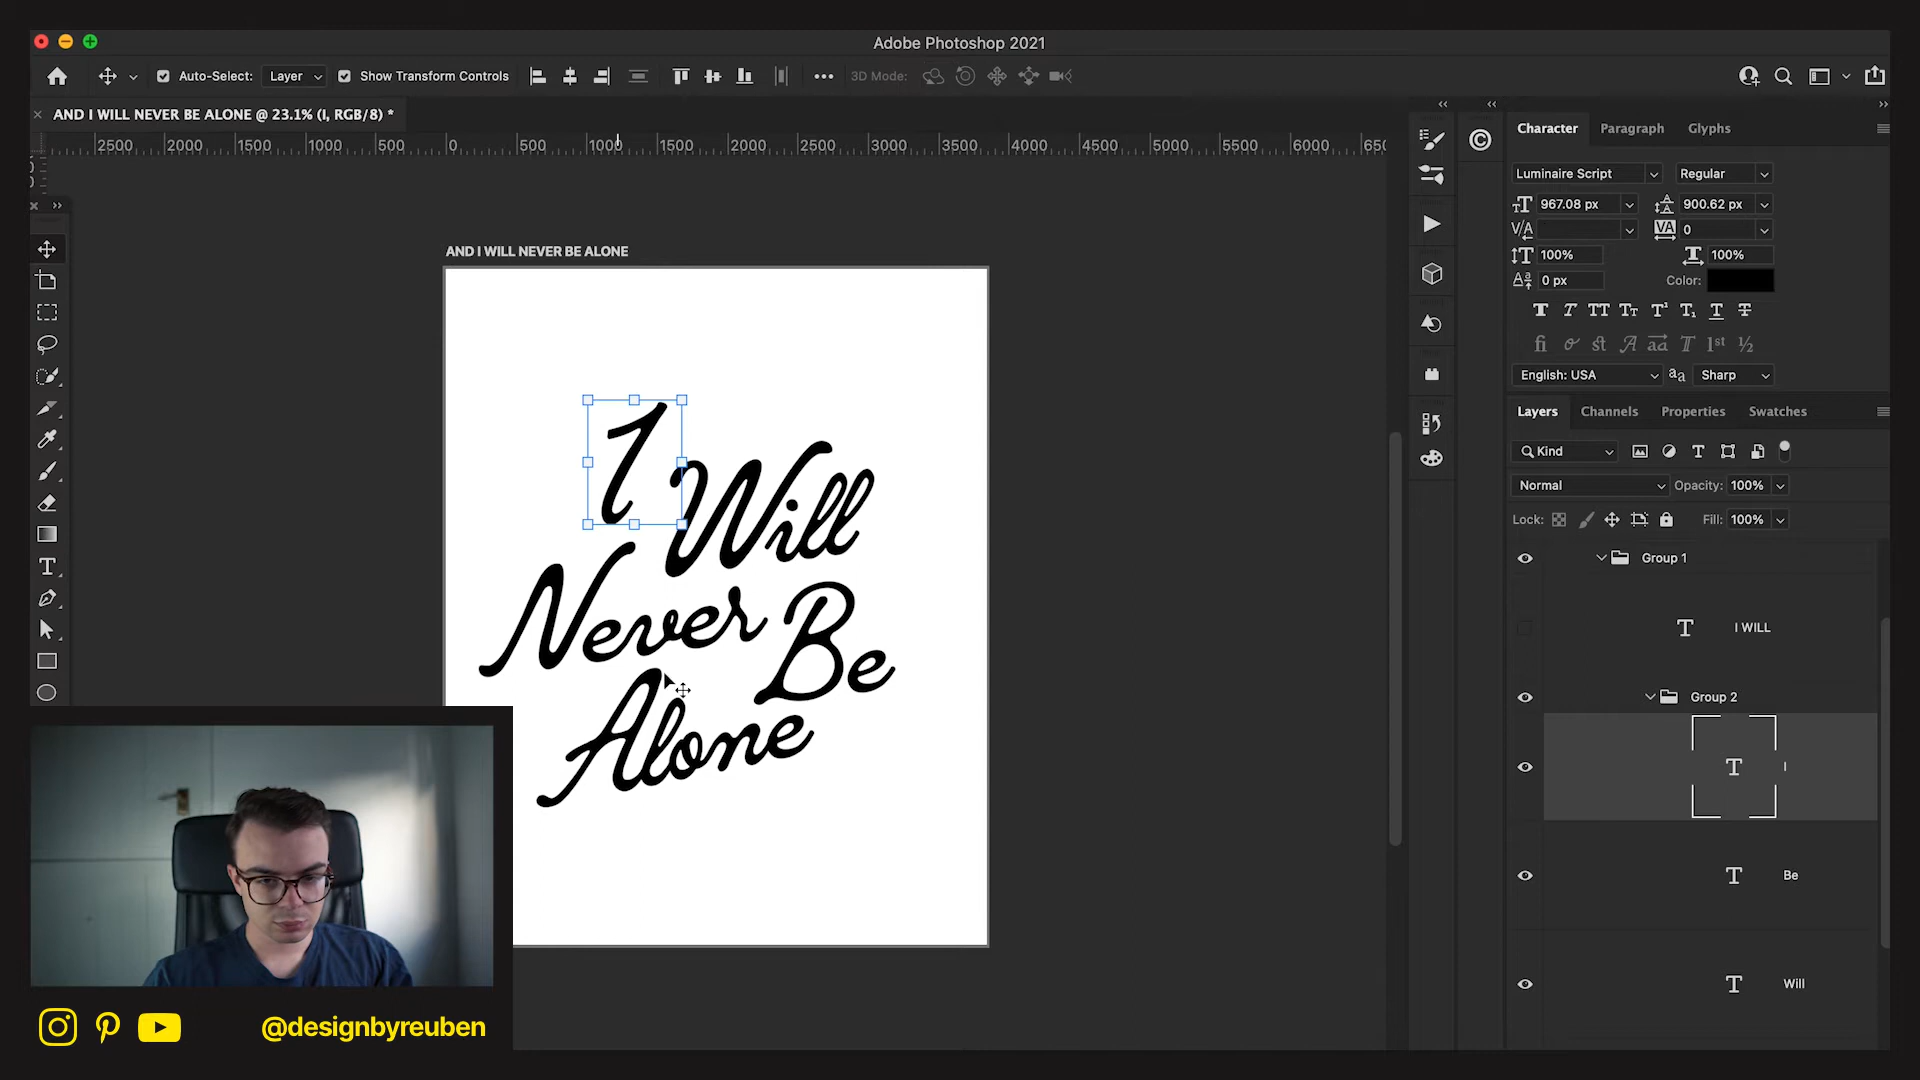 Adobe Photoshop 2021
Auto-Select: Layer Show Transform Controls 3D Mode:
AND I WILL NEVER BE ALONE @ 23.1% (I, RGB/8) *
2500 2000 1500 1000 500 0 500 1000 1500 2000 2500 3000 3500 4000 4500 5000 5500 6000 650
AND I WILL NEVER BE ALONE
I Will
Never Be
Alone
@designbyreuben
Character Paragraph Glyphs
Luminaire Script Regular
967.08 px 900.62 px
0
100% 100%
0 px Color:
English: USA Sharp
Layers Channels Properties Swatches
Kind
Normal Opacity: 100%
Lock: Fill: 100%
Group 1
I WILL
Group 2
I
Be
Will